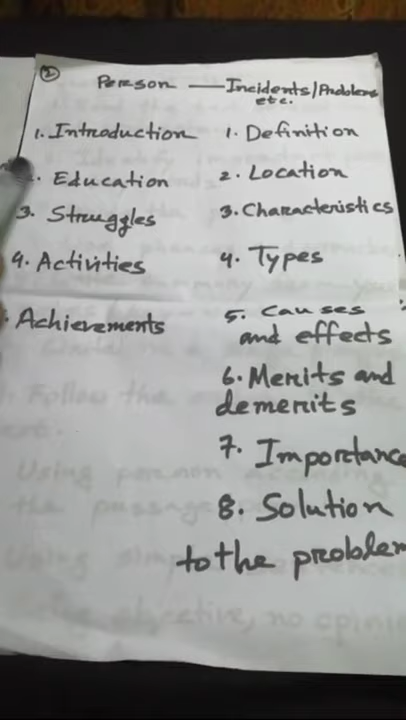 2
Person — Incidents/Problems
etc.
1. Introduction 1. Definition
2. Education 2. Location
3. Struggles 3. Characteristics
4. Activities 4. Types
Achievements 5. Causes
and effects
6. Merits and
demerits
7. Importance
8. Solution
to the problem